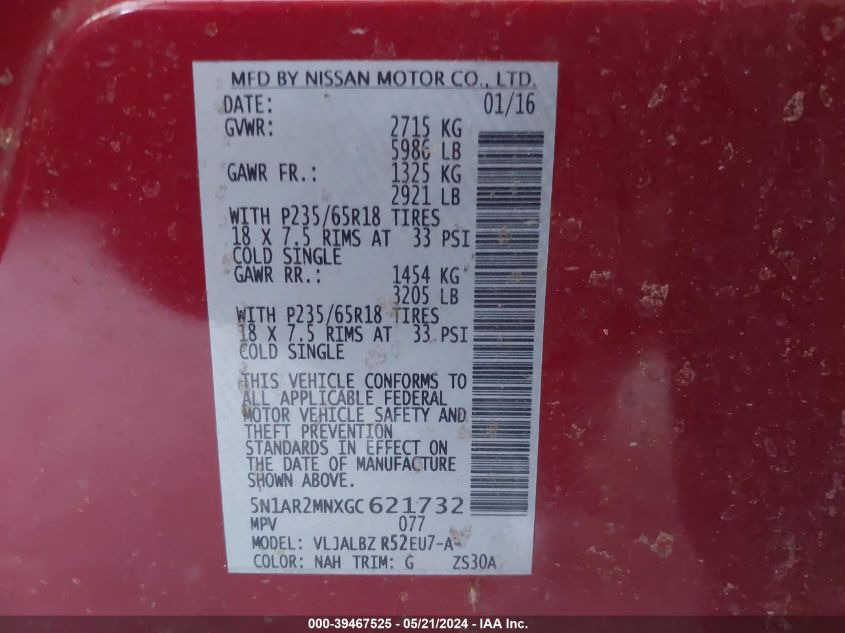 MFD BY NISSAN MOTOR CO., LTD.
DATE: 01/16
GVWR: 2715 KG
5986 LB
GAWR FR.: 1325 KG
2921 LB
WITH P235/65R18 TIRES
18 X 7.5 RIMS AT 33 PSI
COLD SINGLE
GAWR RR.: 1454 KG
3205 LB
WITH P235/65R18 TIRES
18 X 7.5 RIMS AT 33 PSI
COLD SINGLE
THIS VEHICLE CONFORMS TO
ALL APPLICABLE FEDERAL
MOTOR VEHICLE SAFETY AND
THEFT PREVENTION
STANDARDS IN EFFECT ON
THE DATE OF MANUFACTURE
SHOWN ABOVE.
5N1AR2MNXGC621732
MPV 077
MODEL: VLJALBZ R52EU7-A-
COLOR: NAH TRIM: G ZS30A
000-39467525 - 05/21/2024 - IAA Inc.